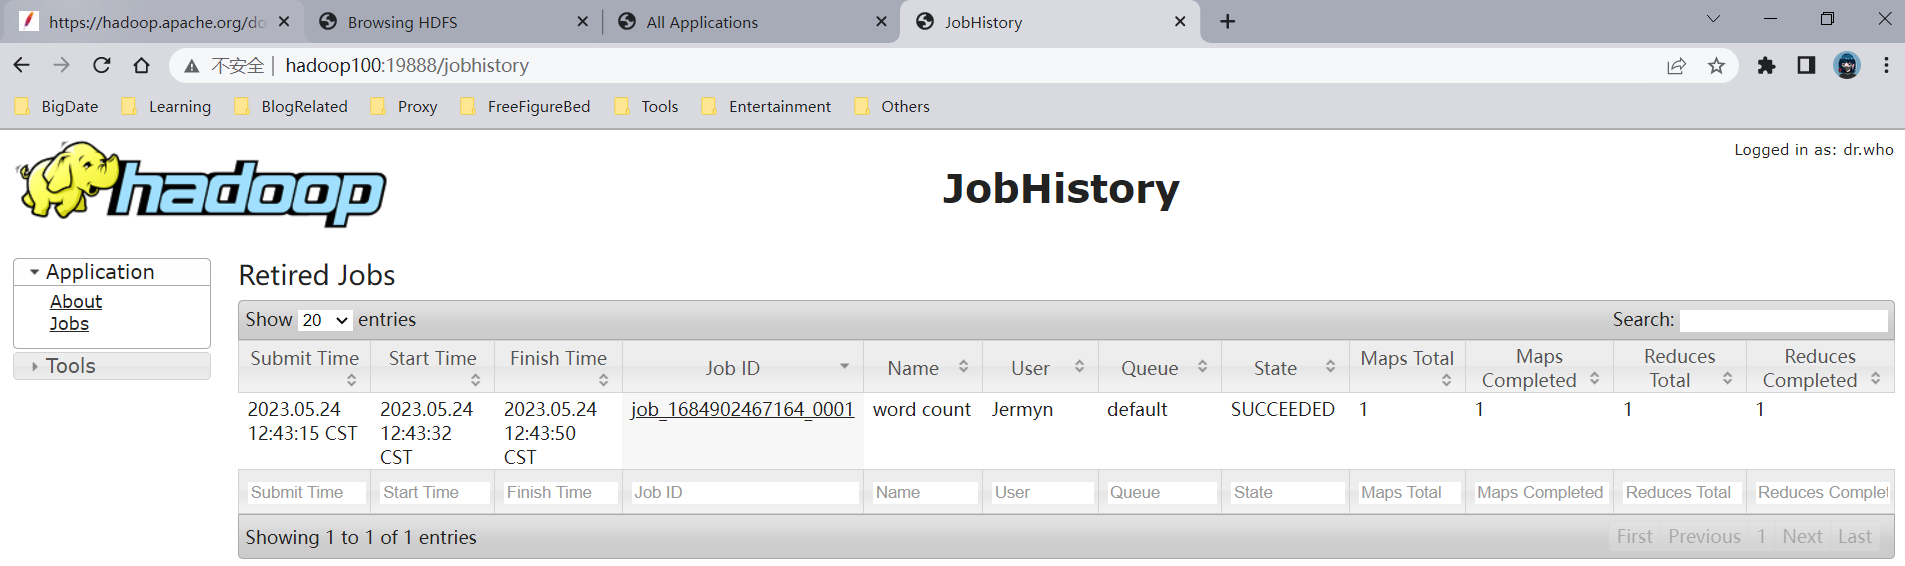 https://hadoop.apache.org/do
Browsing HDFS
All Applications
JobHistory
不安全 hadoop100:19888/jobhistory
BigDate Learning BlogRelated Proxy FreeFigureBed Tools Entertainment Others
hadoop
JobHistory
Logged in as: dr.who
Application
About
Jobs
Tools
Retired Jobs
Show 20 entries
Search:
Submit Time Start Time Finish Time Job ID Name User Queue State Maps Total Maps Completed Reduces Total Reduces Completed
2023.05.24 12:43:15 CST 2023.05.24 12:43:32 CST 2023.05.24 12:43:50 CST job_1684902467164_0001 word count Jermyn default SUCCEEDED 1 1 1 1
Submit Time Start Time Finish Time Job ID Name User Queue State Maps Total Maps Completed Reduces Total Reduces Complet
Showing 1 to 1 of 1 entries
First Previous 1 Next Last